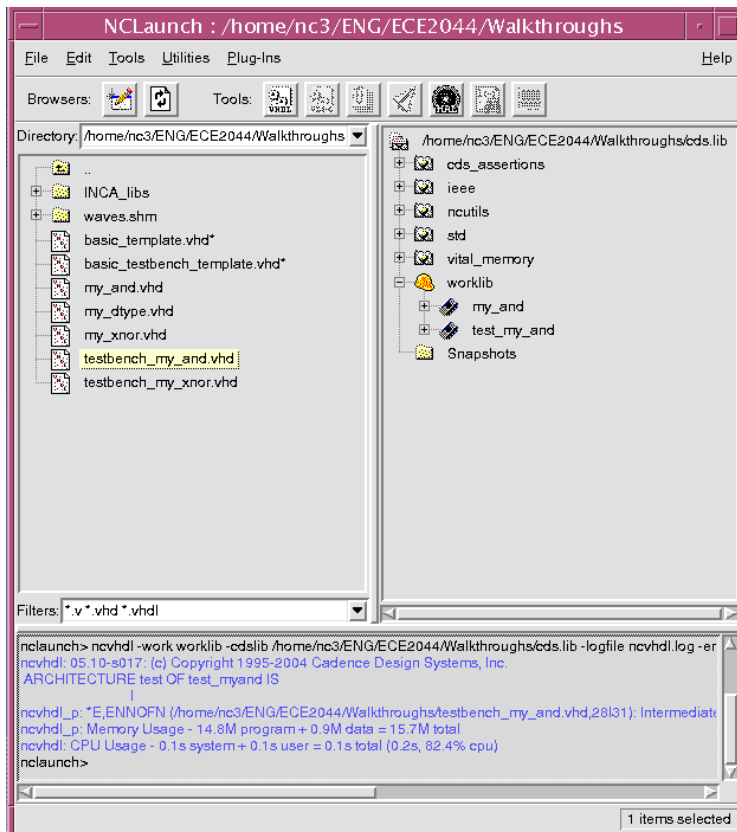 NCLaunch : /home/nc3/ENG/ECE2044/Walkthroughs
File Edit Tools Utilities Plug-Ins Help
Browsers: Tools: VHDL
Directory: /home/nc3/ENG/ECE2044/Walkthroughs
..
INCA_libs
waves.shm
basic_template.vhd*
basic_testbench_template.vhd*
my_and.vhd
my_dtype.vhd
my_xnor.vhd
testbench_my_and.vhd
testbench_my_xnor.vhd
Filters: *.v *.vhd *.vhdl
/home/nc3/ENG/ECE2044/Walkthroughs/cds.lib
cds_assertions
ieee
ncutils
std
vital_memory
worklib
my_and
test_my_and
Snapshots
nclaunch> ncvhdl -work worklib -cdslib /home/nc3/ENG/ECE2044/Walkthroughs/cds.lib -logfile ncvhdl.log -er
ncvhdl: 05.10-s017: (c) Copyright 1995-2004 Cadence Design Systems, Inc.
ARCHITECTURE test OF test_myand IS
|
ncvhdl_p: *E,ENNOFN (/home/nc3/ENG/ECE2044/Walkthroughs/testbench_my_and.vhd,28|31): Intermediate
ncvhdl_p: Memory Usage - 14.8M program + 0.9M data = 15.7M total
ncvhdl: CPU Usage - 0.1s system + 0.1s user = 0.1s total (0.2s, 82.4% cpu)
nclaunch>
1 items selected